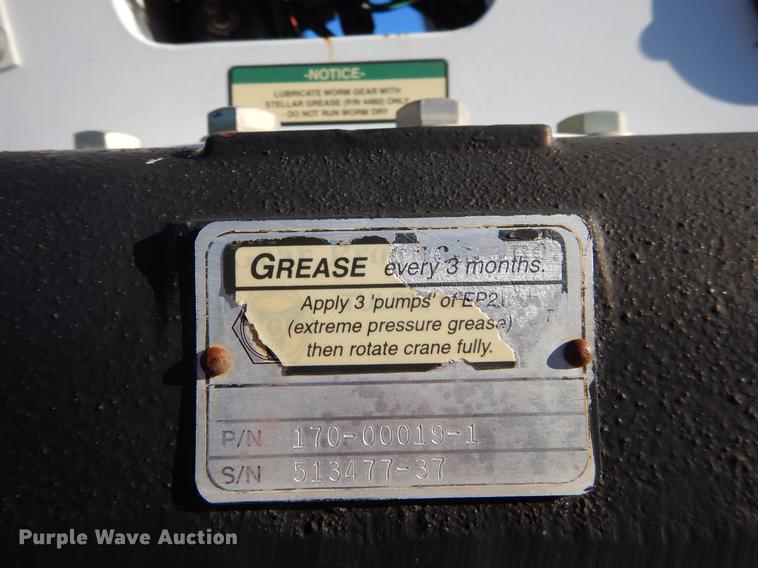 -NOTICE-
LUBRICATE WORM GEAR WITH
STELLAR GREASE (P/N 4460) ONLY
- DO NOT RUN WORM DRY
GREASE every 3 months.
Apply 3 'pumps' of EP2
(extreme pressure grease)
then rotate crane fully.
P/N 170-00019-1
S/N 513477-37
Purple Wave Auction